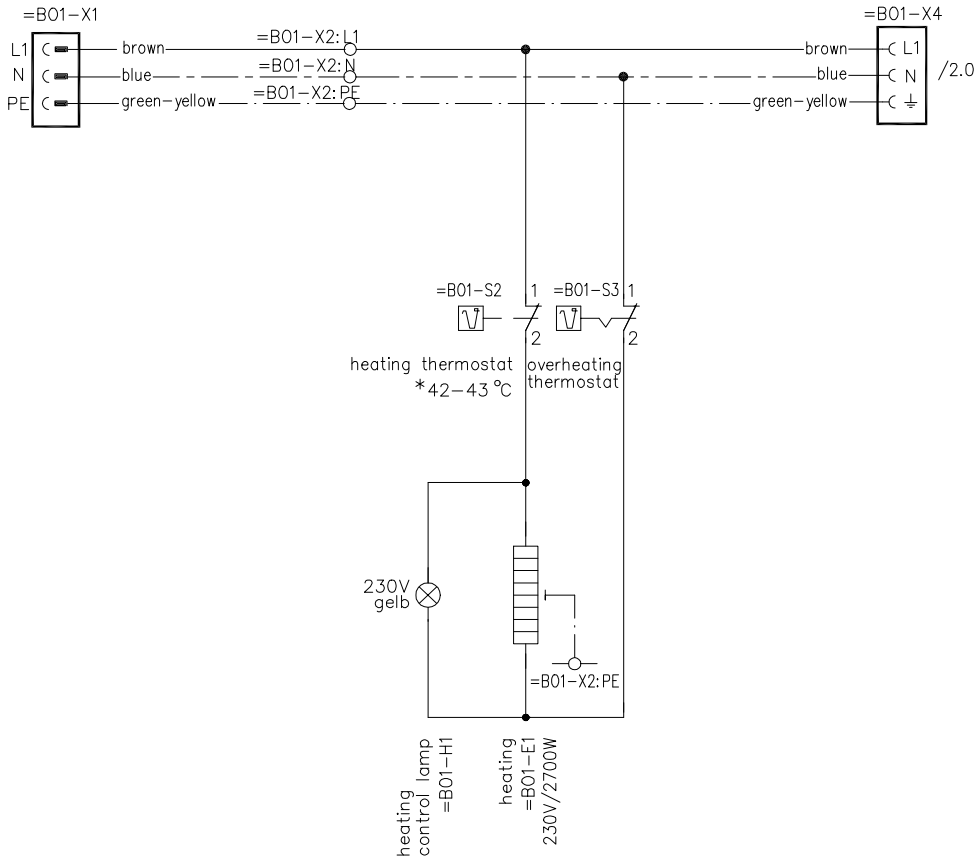 =B01-X1
=B01-X4
L1 brown =B01-X2:L1 brown L1
N blue =B01-X2:N blue N /2.0
PE green-yellow =B01-X2:PE green-yellow
=B01-S2 1 =B01-S3 1
2 2
heating thermostat
*42-43°C
overheating
thermostat
230V
gelb
=B01-X2:PE
heating
control lamp
=B01-H1
heating
=B01-E1
230V/2700W